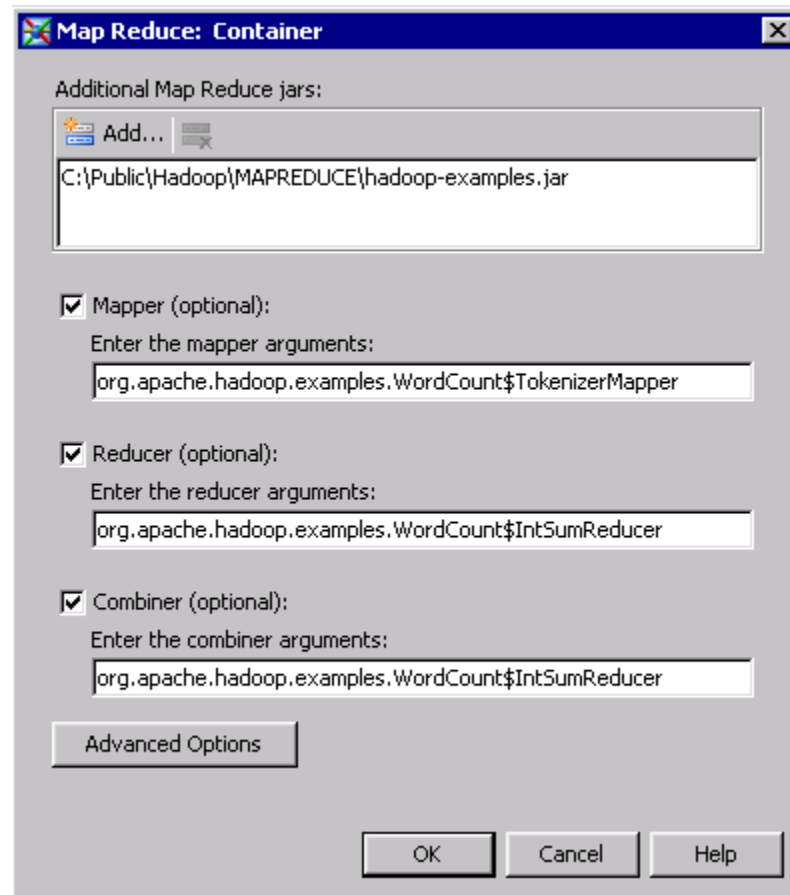 Map Reduce: Container
Additional Map Reduce jars:
Add...
C:\Public\Hadoop\MAPREDUCE\hadoop-examples.jar
Mapper (optional):
Enter the mapper arguments:
org.apache.hadoop.examples.WordCount$TokenizerMapper
Reducer (optional):
Enter the reducer arguments:
org.apache.hadoop.examples.WordCount$IntSumReducer
Combiner (optional):
Enter the combiner arguments:
org.apache.hadoop.examples.WordCount$IntSumReducer
Advanced Options
OK Cancel Help